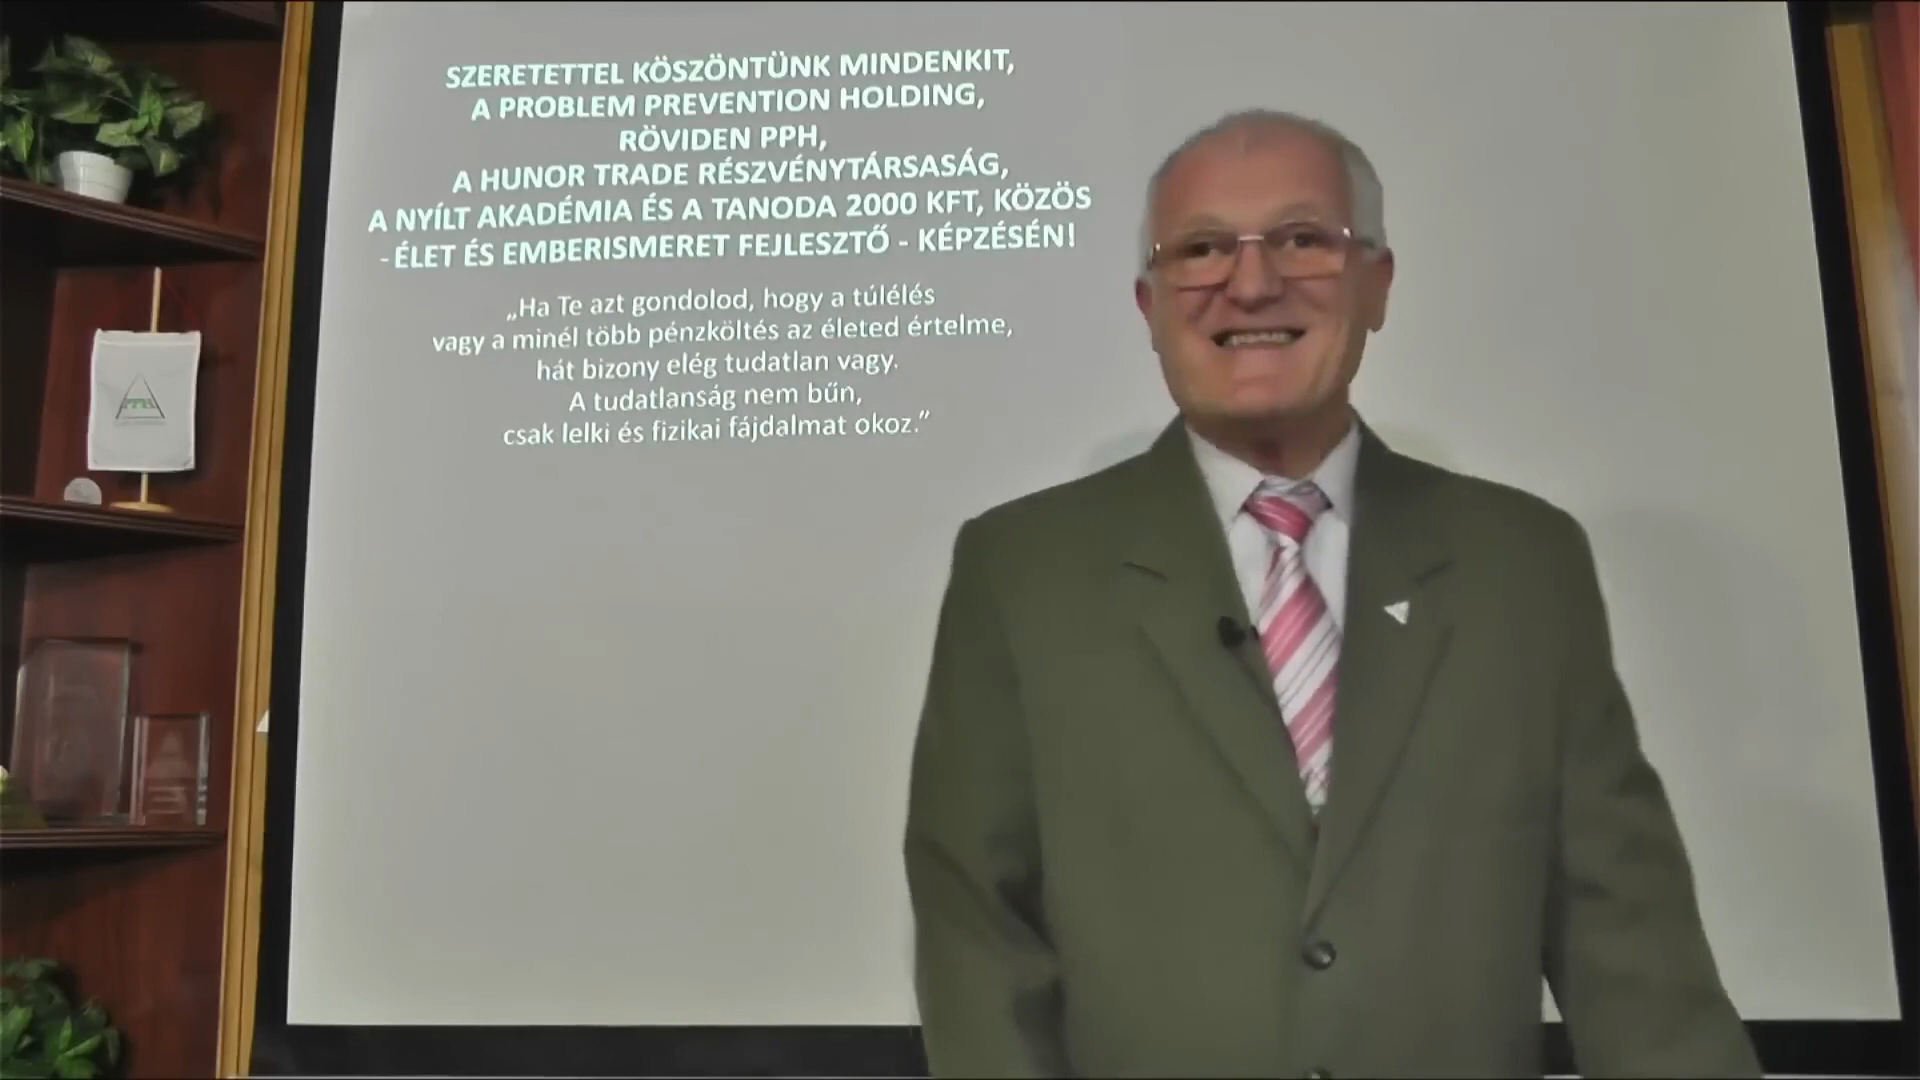 SZERETETTEL KÖSZÖNTÜNK MINDENKIT,
A PROBLEM PREVENTION HOLDING,
RÖVIDEN PPH,
A HUNOR TRADE RÉSZVÉNYTÁRSASÁG,
A NYÍLT AKADÉMIA ÉS A TANODA 2000 KFT, KÖZÖS
- ÉLET ÉS EMBERISMERET FEJLESZTŐ - KÉPZÉSÉN!
„Ha Te azt gondolod, hogy a túlélés
vagy a minél több pénzköltés az életed értelme,
hát bizony elég tudatlan vagy.
A tudatlanság nem bűn,
csak lelki és fizikai fájdalmat okoz.”
PPH